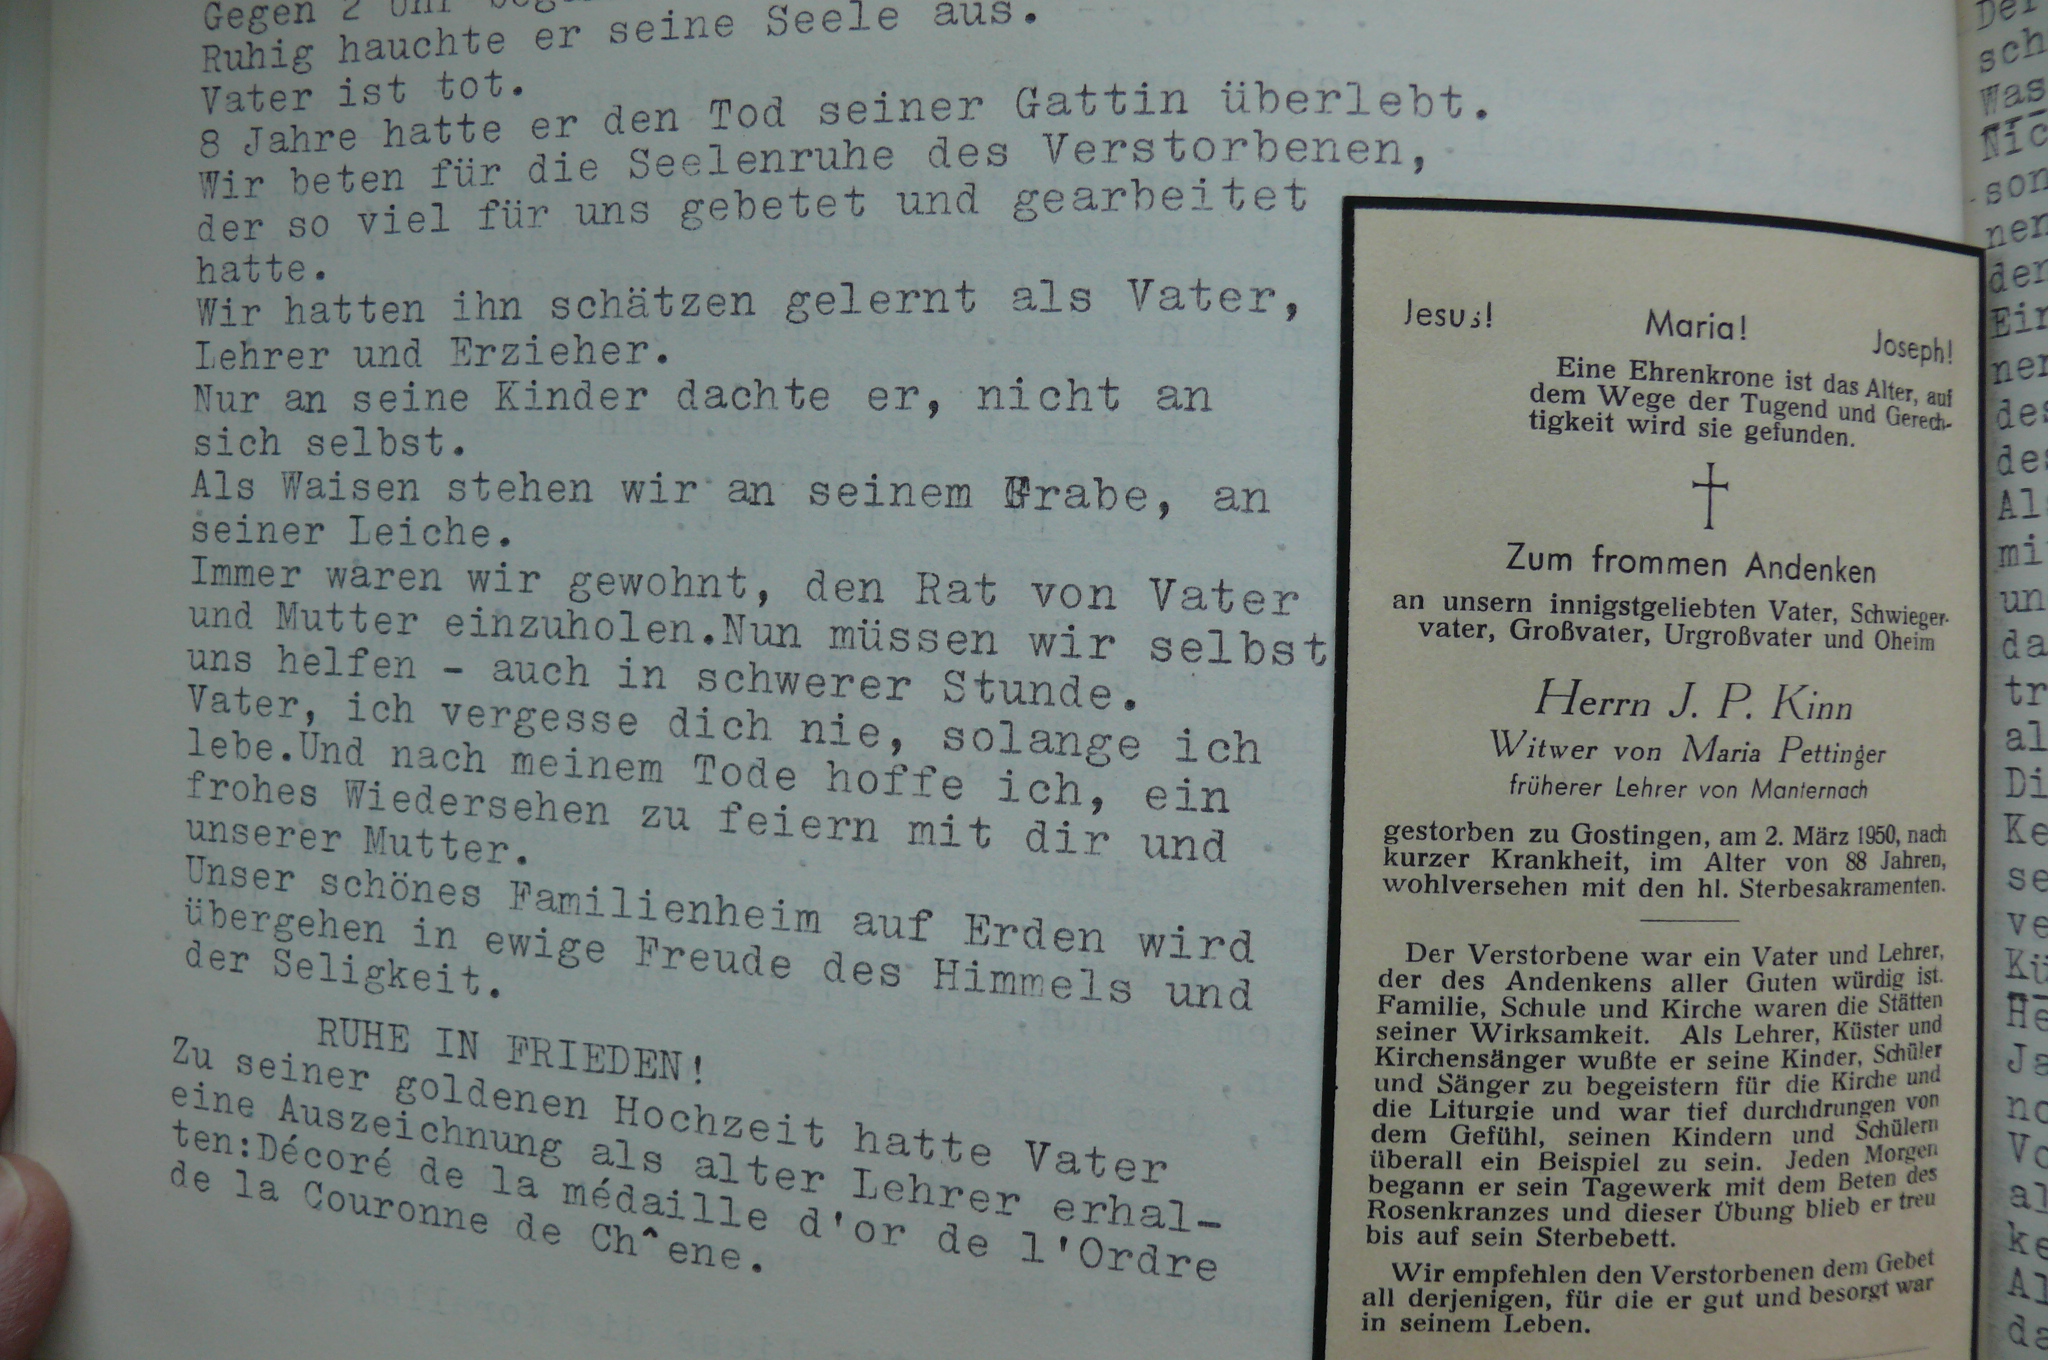 Gegen 2 Uhr
Ruhig hauchte er seine Seele aus.
Vater ist tot.
8 Jahre hatte er den Tod seiner Gattin überlebt.
Wir beten für die Seelenruhe des Verstorbenen,
der so viel für uns gebetet und gearbeitet
hatte.
Wir hatten ihn schätzen gelernt als Vater,
Lehrer und Erzieher.
Nur an seine Kinder dachte er, nicht an
sich selbst.
Als Waisen stehen wir an seinem Grabe, an
seiner Leiche.
Immer waren wir gewohnt, den Rat von Vater
und Mutter einzuholen.Nun müssen wir selbst
uns helfen - auch in schwerer Stunde.
Vater, ich vergesse dich nie, solange ich
lebe.Und nach meinem Tode hoffe ich, ein
frohes Wiedersehen zu feiern mit dir und
unserer Mutter.
Unser schönes Familienheim auf Erden wird
übergehen in ewige Freude des Himmels und
der Seligkeit.
RUHE IN FRIEDEN!
Zu seiner goldenen Hochzeit hatte Vater
eine Auszeichnung als alter Lehrer erhal-
ten:Décoré de la médaille d'or de l'Ordre
de la Couronne de Ch^ene.
Jesus! Maria! Joseph!
Eine Ehrenkrone ist das Alter, auf
dem Wege der Tugend und Gerech-
tigkeit wird sie gefunden.
Zum frommen Andenken
an unsern innigstgeliebten Vater, Schwieger-
vater, Großvater, Urgroßvater und Oheim
Herrn J. P. Kinn
Witwer von Maria Pettinger
früherer Lehrer von Manternach
gestorben zu Gostingen, am 2. März 1950, nach
kurzer Krankheit, im Alter von 88 Jahren,
wohlversehen mit den hl. Sterbesakramenten.
Der Verstorbene war ein Vater und Lehrer,
der des Andenkens aller Guten würdig ist.
Familie, Schule und Kirche waren die Stätten
seiner Wirksamkeit. Als Lehrer, Küster und
Kirchensänger wußte er seine Kinder, Schüler
und Sänger zu begeistern für die Kirche und
die Liturgie und war tief durchdrungen von
dem Gefühl, seinen Kindern und Schülern
überall ein Beispiel zu sein. Jeden Morgen
begann er sein Tagewerk mit dem Beten des
Rosenkranzes und dieser Übung blieb er treu
bis auf sein Sterbebett.
Wir empfehlen den Verstorbenen dem Gebet
all derjenigen, für die er gut und besorgt war
in seinem Leben.